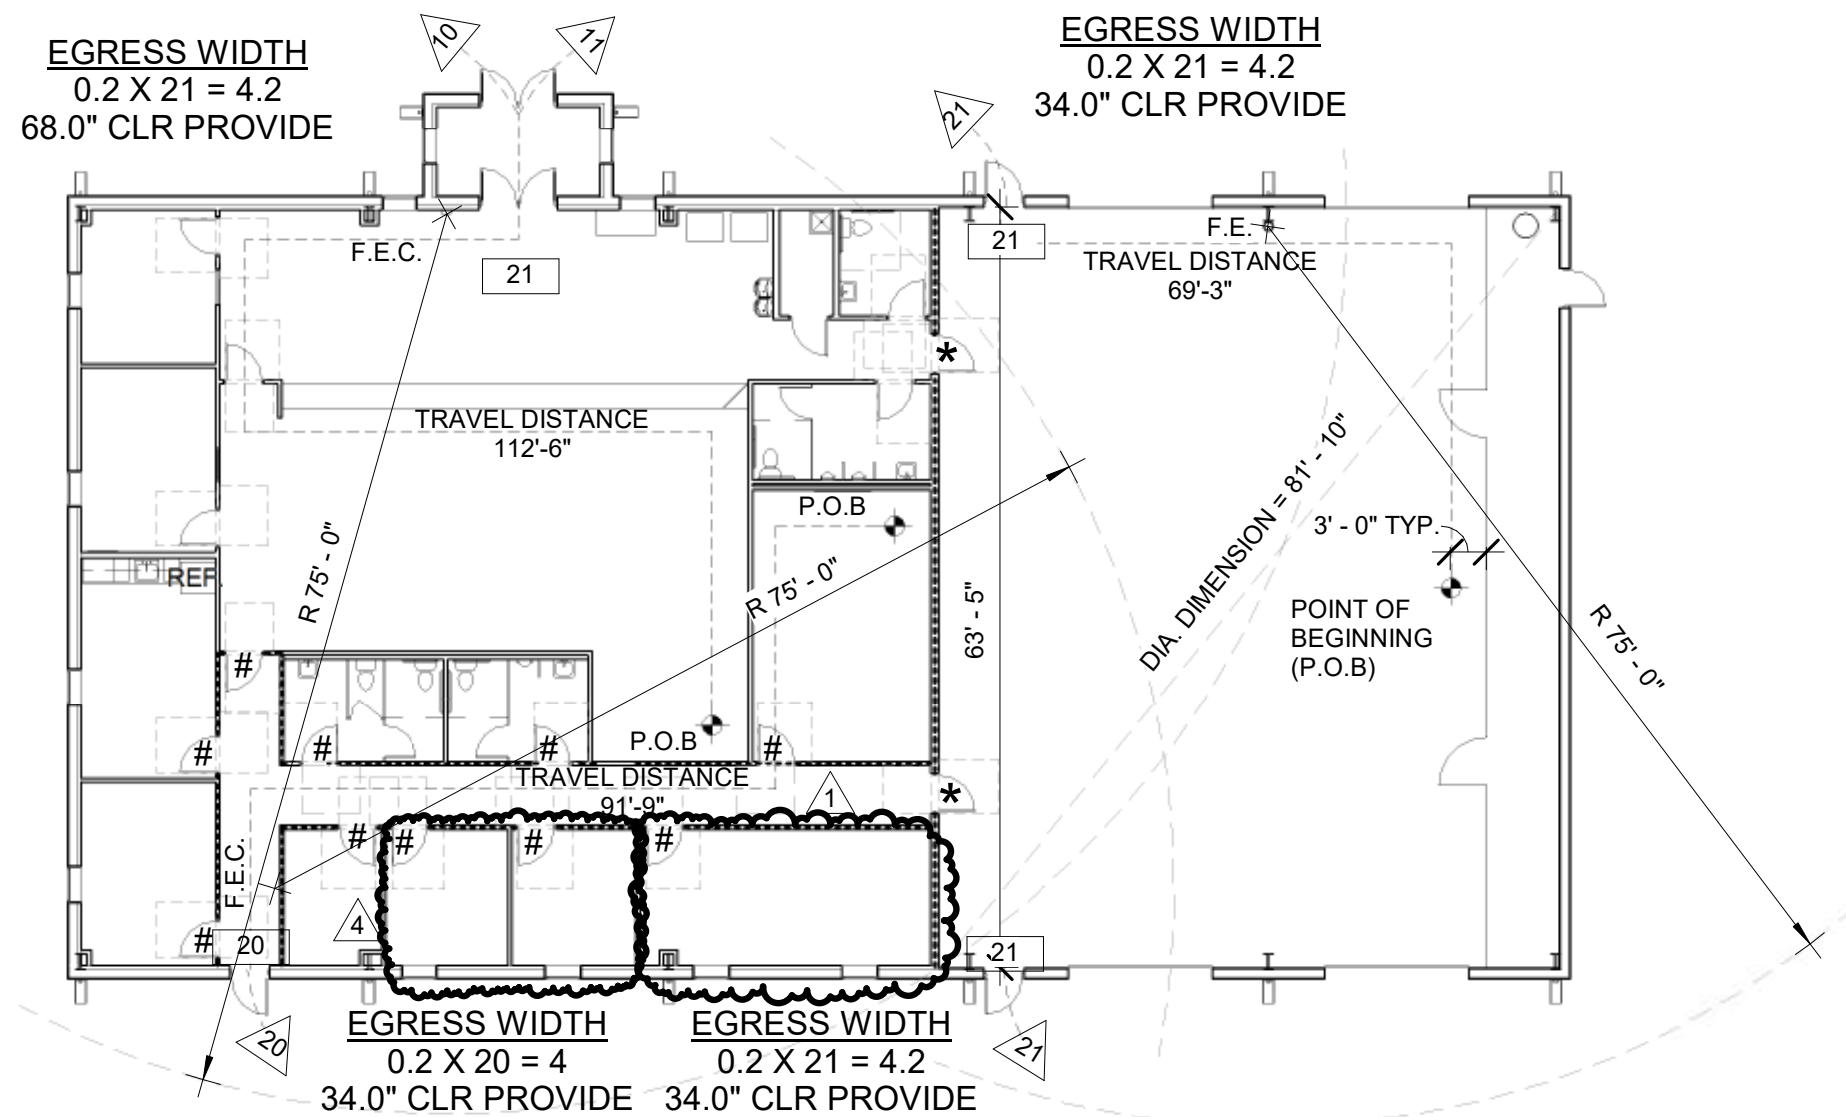 EGRESS WIDTH
0.2 X 21 = 4.2
68.0" CLR PROVIDE
10
11
EGRESS WIDTH
0.2 X 21 = 4.2
34.0" CLR PROVIDE
21
F.E.C.
21
21
F.E.
TRAVEL DISTANCE
69'-3"
*
TRAVEL DISTANCE
112'-6"
P.O.B
R 75' - 0"
R 75' - 0"
63' - 5"
DIA. DIMENSION = 81' - 10"
3' - 0" TYP.
REF.
POINT OF
BEGINNING
(P.O.B)
R 75' - 0"
#
#
#
#
P.O.B
#
TRAVEL DISTANCE
91'-9"
1
*
#
#
#
#
F.E.C.
4
#
20
21
20
21
EGRESS WIDTH
0.2 X 20 = 4
34.0" CLR PROVIDE
EGRESS WIDTH
0.2 X 21 = 4.2
34.0" CLR PROVIDE